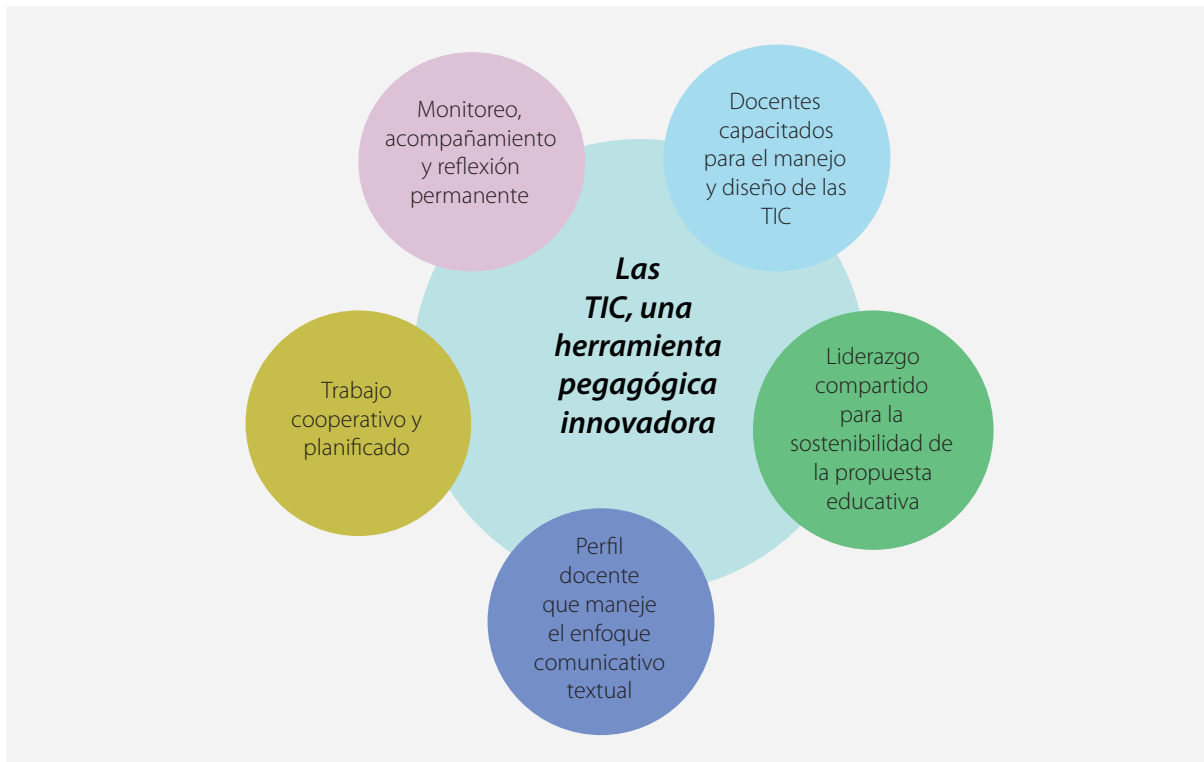 Monitoreo,
acompañamiento
y reflexión
permanente
Docentes
capacitados
para el manejo
y diseño de las
TIC
Las
TIC, una
herramienta
pegagógica
innovadora
Trabajo
cooperativo y
planificado
Liderazgo
compartido
para la
sostenibilidad de
la propuesta
educativa
Perfil
docente
que maneje
el enfoque
comunicativo
textual